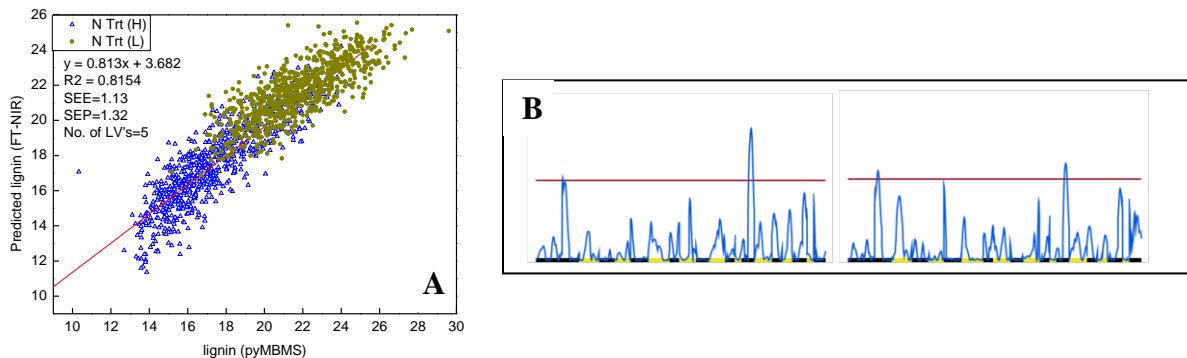 26
24
22
20
18
16
14
12
10
Predicted lignin (FT-NIR)
N Trt (H)
N Trt (L)
y = 0.813x + 3.682
R2 = 0.8154
SEE=1.13
SEP=1.32
No. of LV's=5
A
10 12 14 16 18 20 22 24 26 28 30
lignin (pyMBMS)
B